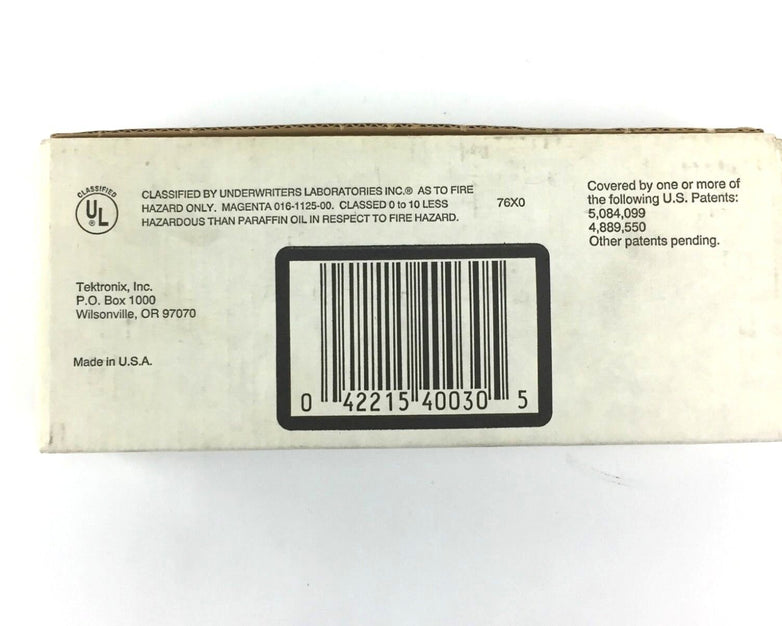 CLASSIFIED
UL
®
CLASSIFIED BY UNDERWRITERS LABORATORIES INC.® AS TO FIRE
HAZARD ONLY. MAGENTA 016-1125-00. CLASSED 0 to 10 LESS
HAZARDOUS THAN PARAFFIN OIL IN RESPECT TO FIRE HAZARD.
76X0
Covered by one or more of
the following U.S. Patents:
5,084,099
4,889,550
Other patents pending.
Tektronix, Inc.
P.O. Box 1000
Wilsonville, OR 97070
Made in U.S.A.
0 42215 40030 5